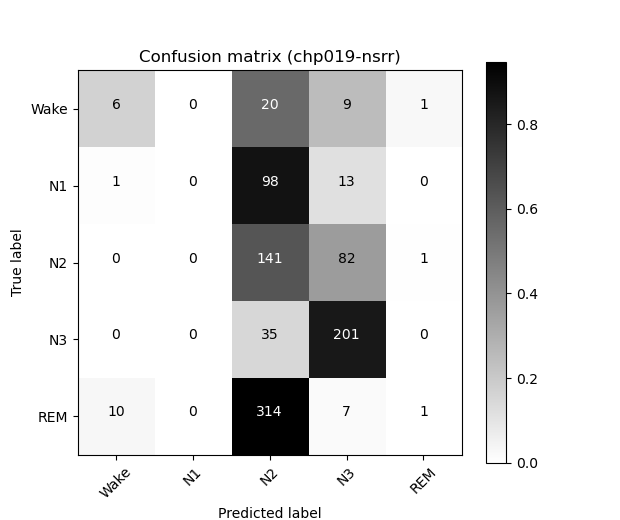 Confusion matrix (chp019-nsrr)
Wake 6 0 20 9 1
N1 1 0 98 13 0
N2 0 0 141 82 1
N3 0 0 35 201 0
REM 10 0 314 7 1
Wake N1 N2 N3 REM
True label
Predicted label
0.8
0.6
0.4
0.2
0.0